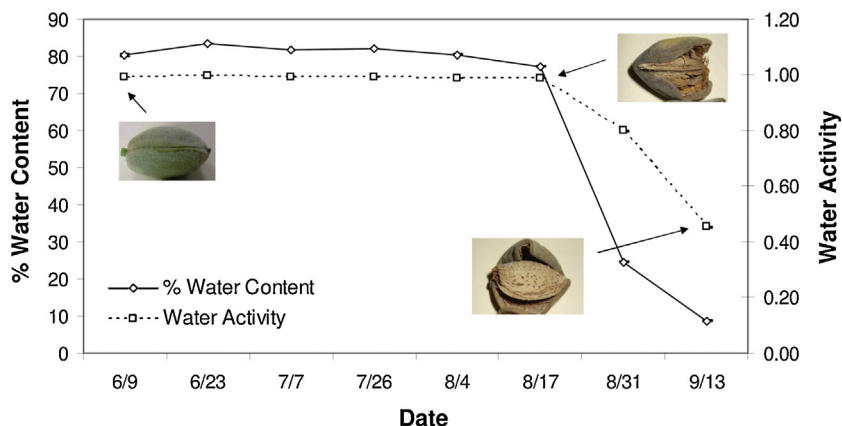 90
80
70
60
50
40
30
20
10
0
% Water Content
1.20
1.00
0.80
0.60
0.40
0.20
0.00
Water Activity
% Water Content
Water Activity
6/9 6/23 7/7 7/26 8/4 8/17 8/31 9/13
Date